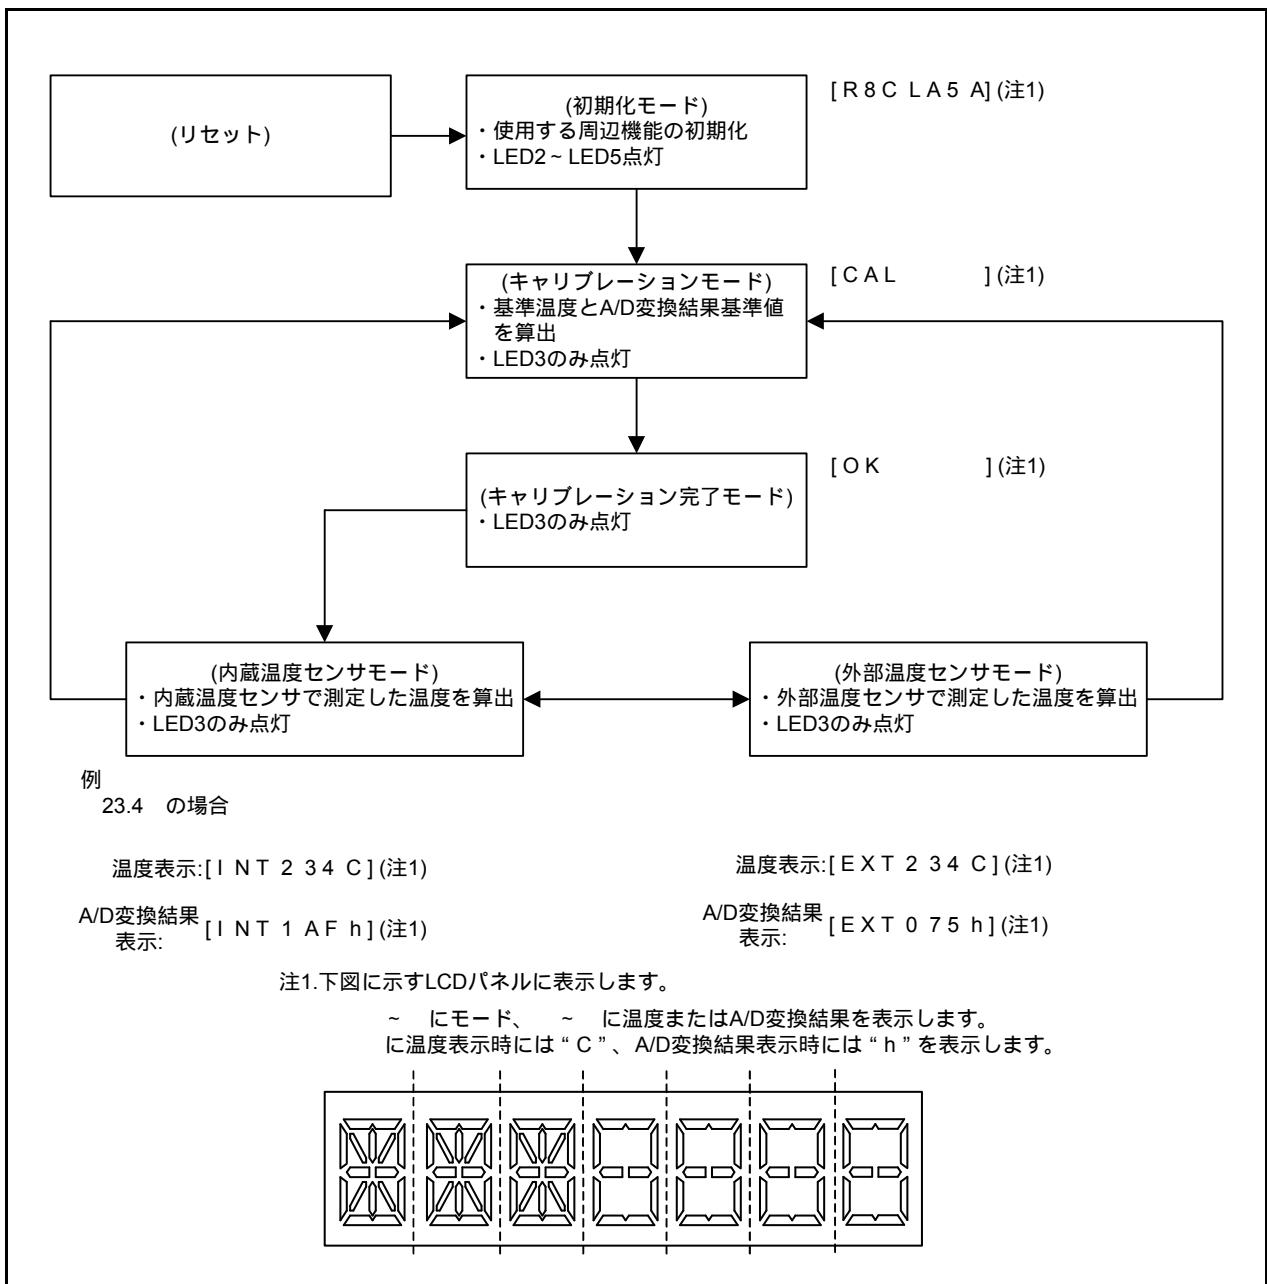 (リセット)
(初期化モード)
・使用する周辺機能の初期化
・LED2~LED5点灯
[R8C LA5 A](注1)
(キャリブレーションモード)
・基準温度とA/D変換結果基準値
を算出
・LED3のみ点灯
[CAL ](注1)
(キャリブレーション完了モード)
・LED3のみ点灯
[OK ](注1)
(内蔵温度センサモード)
・内蔵温度センサで測定した温度を算出
・LED3のみ点灯
(外部温度センサモード)
・外部温度センサで測定した温度を算出
・LED3のみ点灯
例
23.4 の場合
温度表示:[INT 2 34 C](注1)
A/D変換結果
表示:
[INT 1 AF h](注1)
温度表示:[EXT 2 34 C](注1)
A/D変換結果
表示:
[EXT 0 75 h](注1)
注1.下図に示すLCDパネルに表示します。
~ にモード、 ~ に温度またはA/D変換結果を表示します。
に温度表示時には“C”、A/D変換結果表示時には“h”を表示します。